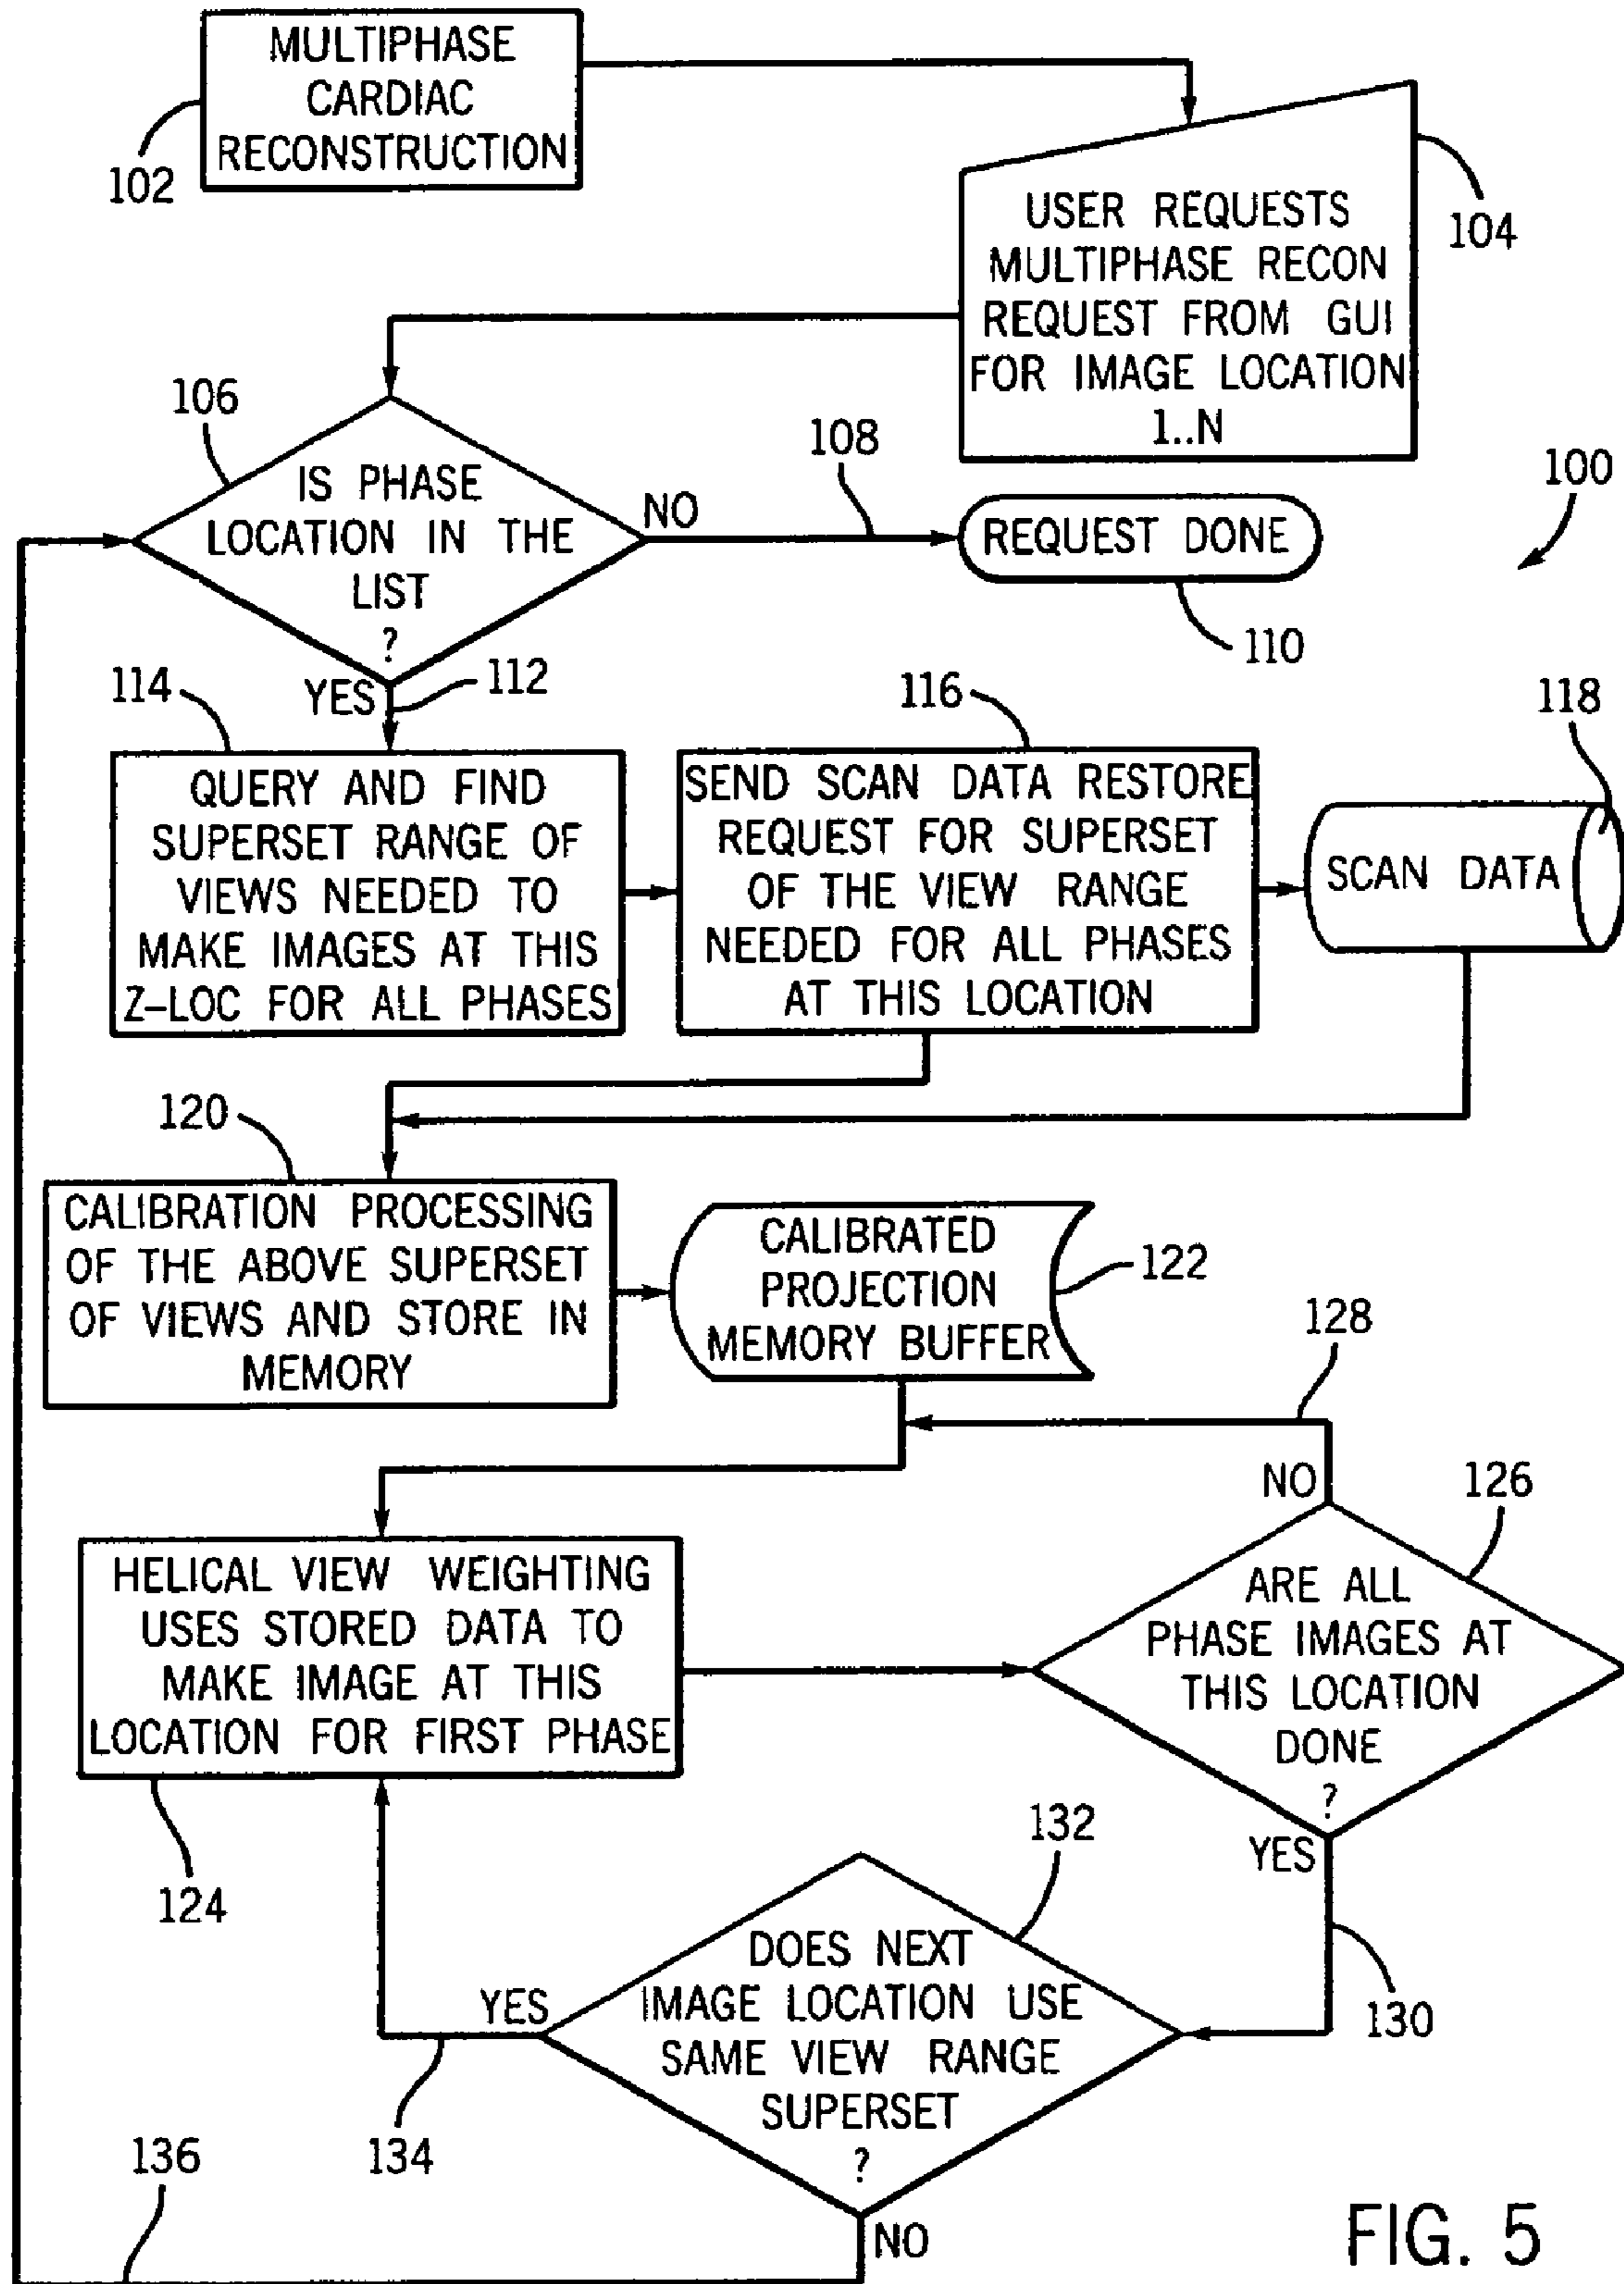 MULTIPHASE
CARDIAC
RECONSTRUCTION
102
USER REQUESTS
MULTIPHASE RECON
REQUEST FROM GUI
FOR IMAGE LOCATION
1..N
104
106
IS PHASE
LOCATION IN THE
LIST
?
NO
108
REQUEST DONE
110
100
YES
112
114
QUERY AND FIND
SUPERSET RANGE OF
VIEWS NEEDED TO
MAKE IMAGES AT THIS
Z-LOC FOR ALL PHASES
116
SEND SCAN DATA RESTORE
REQUEST FOR SUPERSET
OF THE VIEW RANGE
NEEDED FOR ALL PHASES
AT THIS LOCATION
118
SCAN DATA
120
CALIBRATION PROCESSING
OF THE ABOVE SUPERSET
OF VIEWS AND STORE IN
MEMORY
CALIBRATED
PROJECTION
MEMORY BUFFER
122
128
NO
126
HELICAL VIEW WEIGHTING
USES STORED DATA TO
MAKE IMAGE AT THIS
LOCATION FOR FIRST PHASE
124
ARE ALL
PHASE IMAGES AT
THIS LOCATION
DONE
?
YES
130
132
DOES NEXT
IMAGE LOCATION USE
SAME VIEW RANGE
SUPERSET
?
YES
134
136
NO
FIG. 5